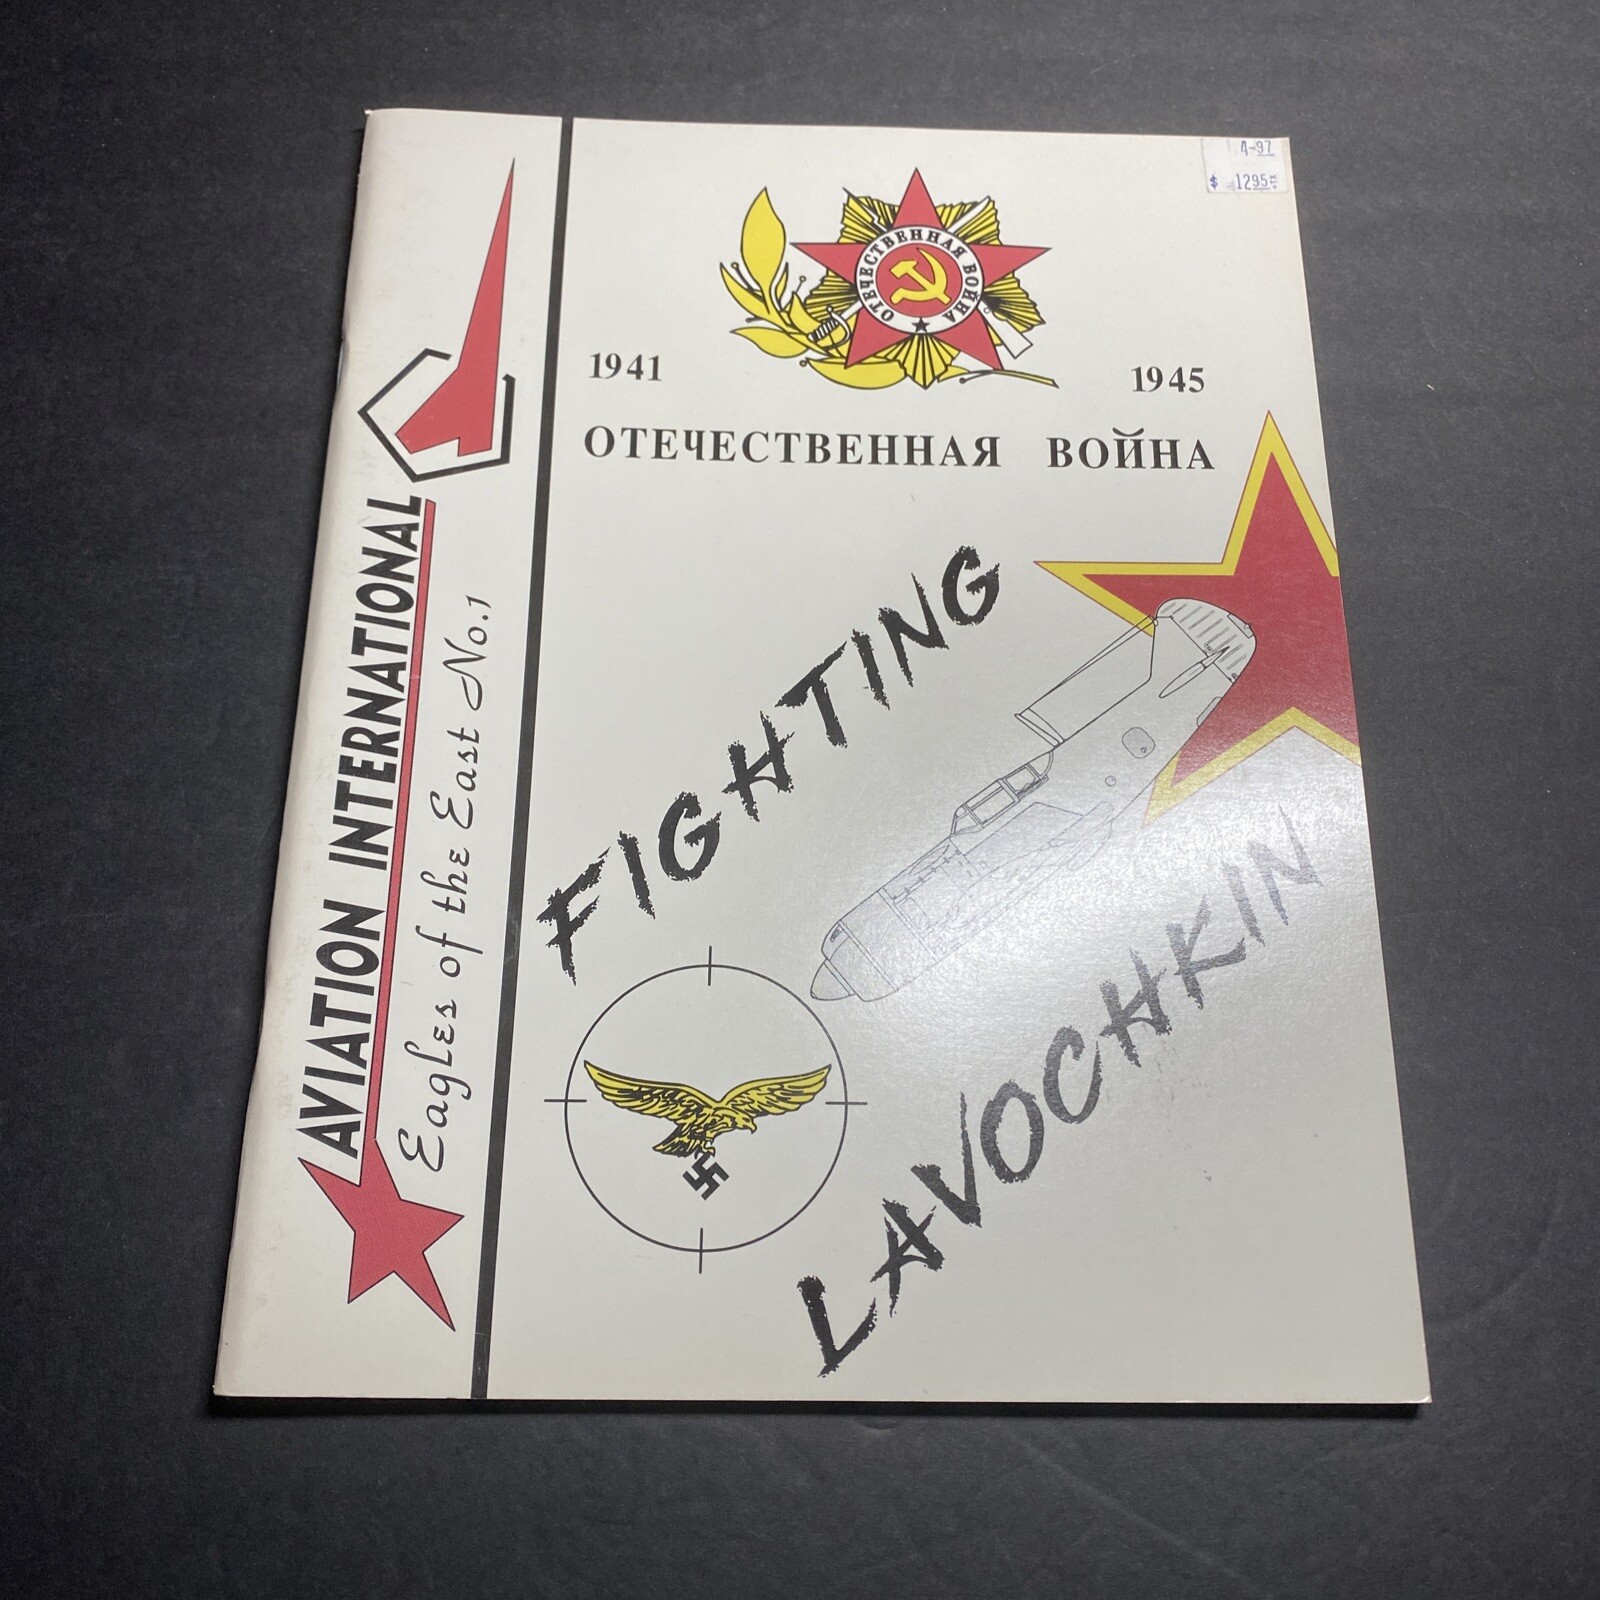 AVIATION INTERNATIONAL
Eagles of the East No.1
4-97
$ 1295
ОТЕЧЕСТВЕННАЯ ВОЙНА
1941
1945
ОТЕЧЕСТВЕННАЯ ВОЙНА
FIGHTING
LAVOCHKIN